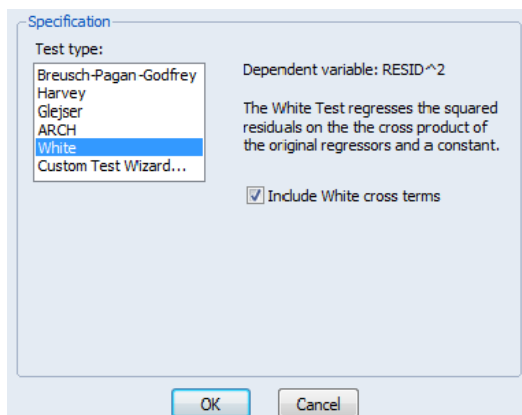 Specification
Test type:
Breusch-Pagan-Godfrey
Harvey
Glejser
ARCH
White
Custom Test Wizard...
Dependent variable: RESID^2
The White Test regresses the squared
residuals on the the cross product of
the original regressors and a constant.
Include White cross terms
OK
Cancel